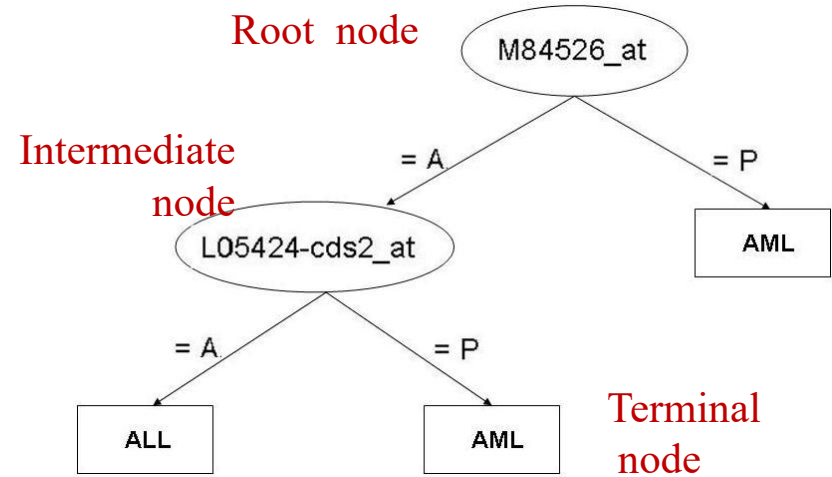 Root node
M84526_at
Intermediate
node
= A
= P
L05424-cds2_at
AML
= A
= P
ALL
AML
Terminal
node